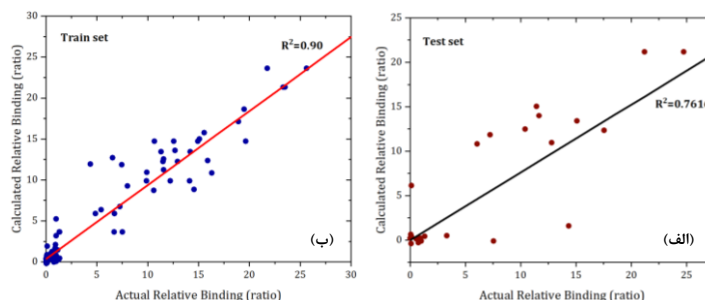 Train set
R²=0.90
Calculated Relative Binding (ratio)
30
25
20
15
10
5
0
0 5 10 15 20 25 30
Actual Relative Binding (ratio)
(ب)
Test set
R²=0.7616
Calculated Relative Binding (ratio)
25
20
15
10
5
0
0 5 10 15 20 25
Actual Relative Binding (ratio)
(الف)